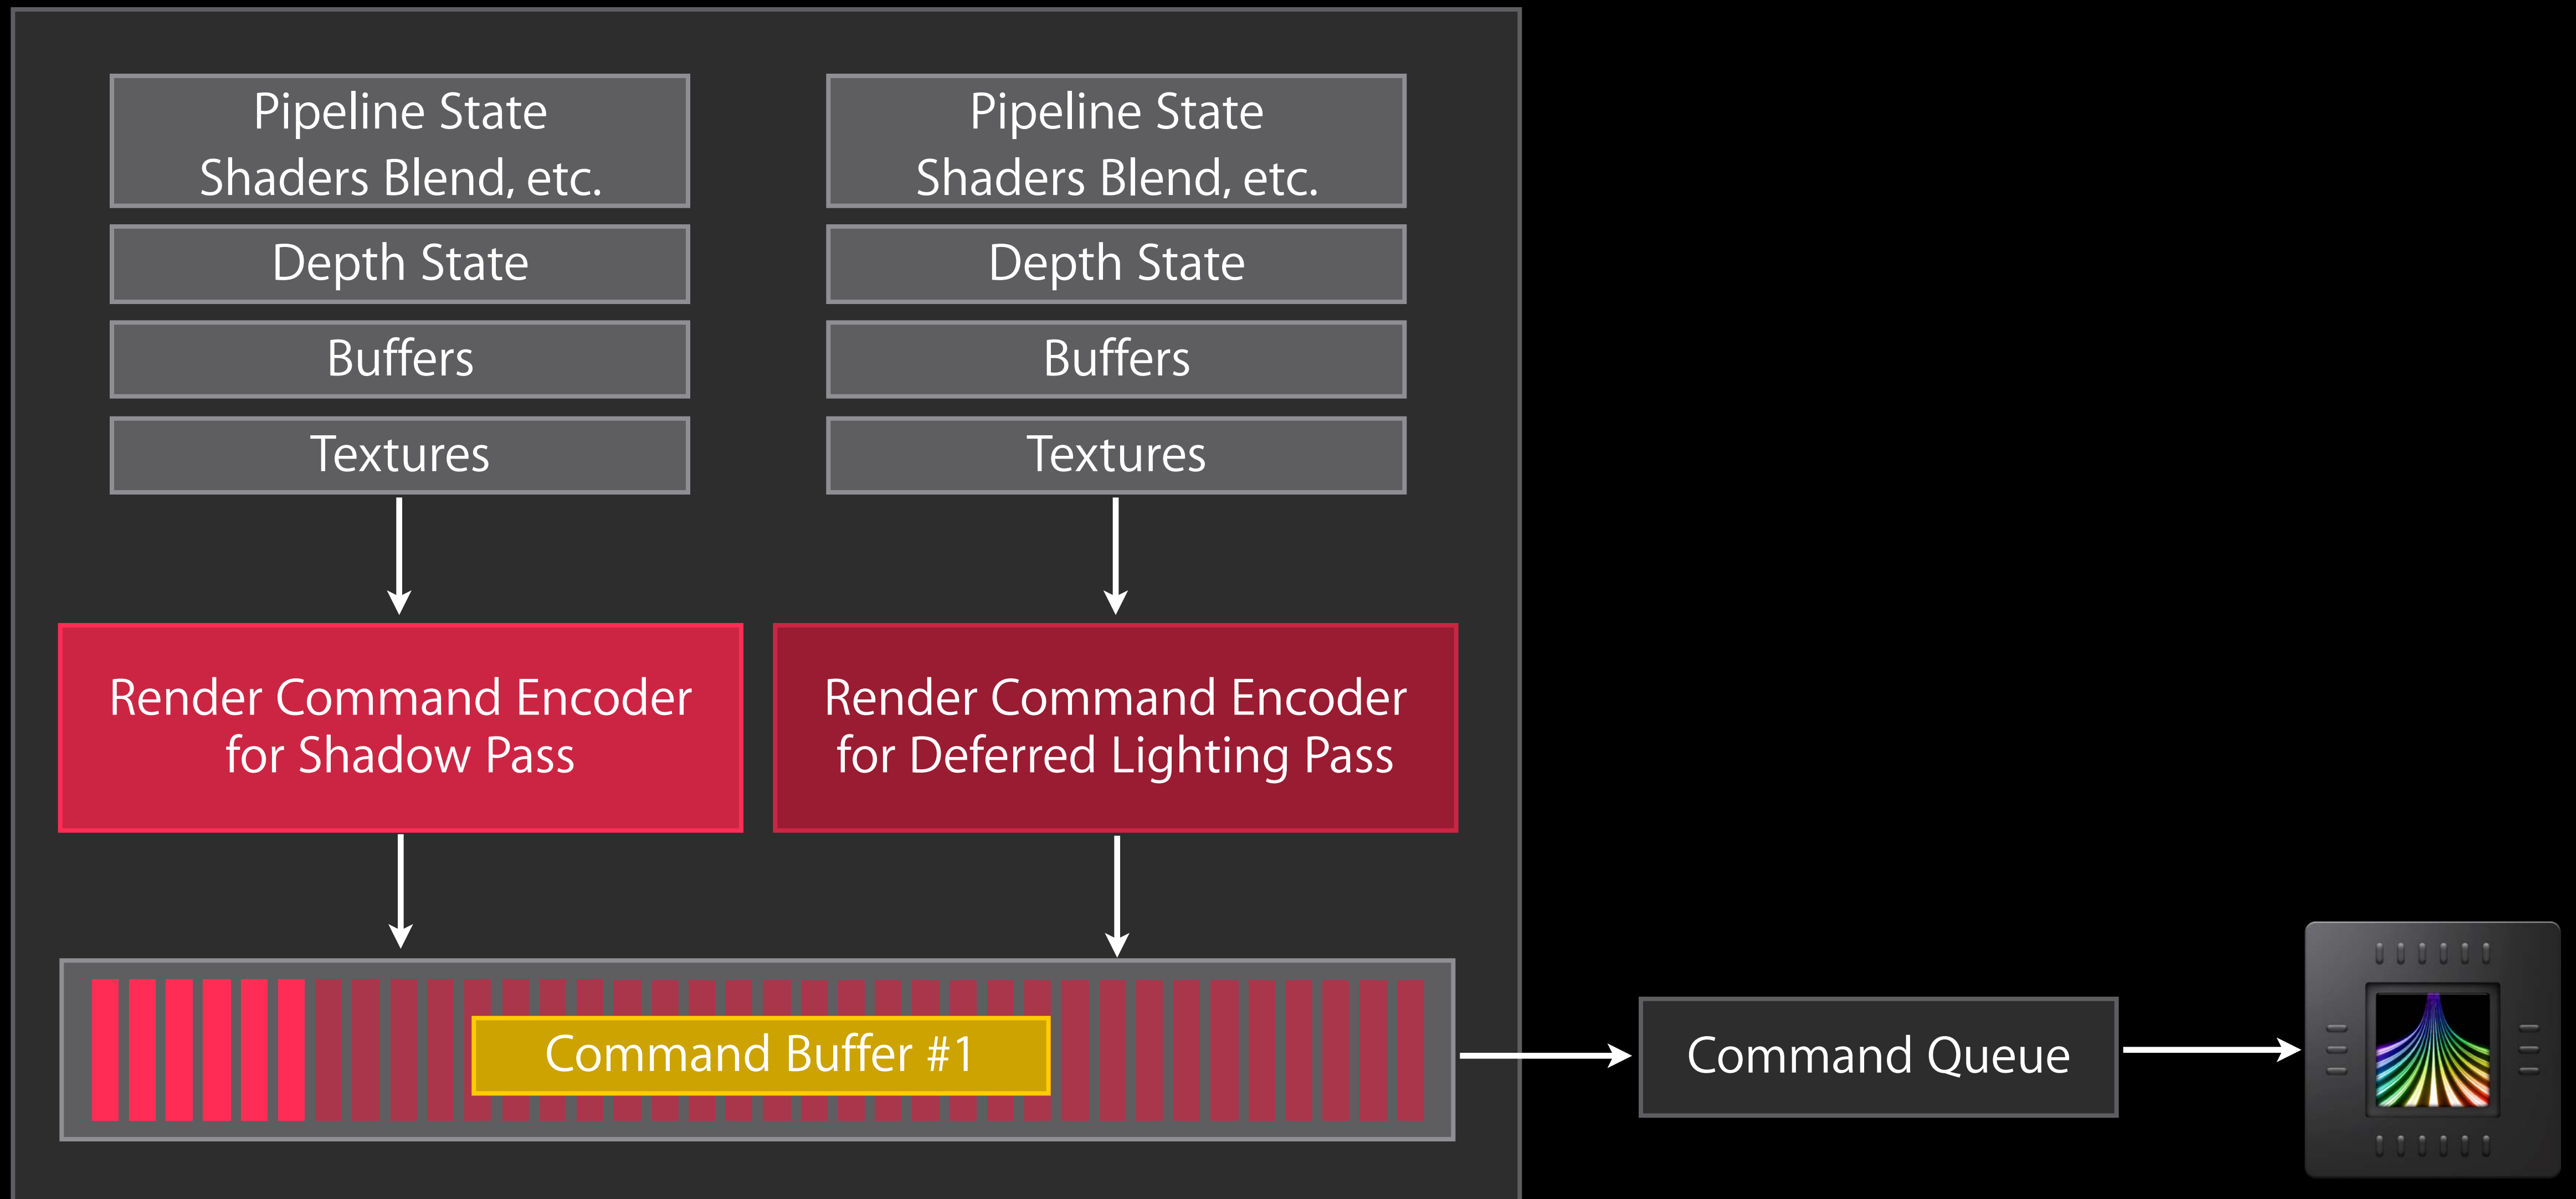 Pipeline State
Shaders Blend, etc.
Depth State
Buffers
Textures
Render Command Encoder
for Shadow Pass
Pipeline State
Shaders Blend, etc.
Depth State
Buffers
Textures
Render Command Encoder
for Deferred Lighting Pass
Command Buffer #1
Command Queue